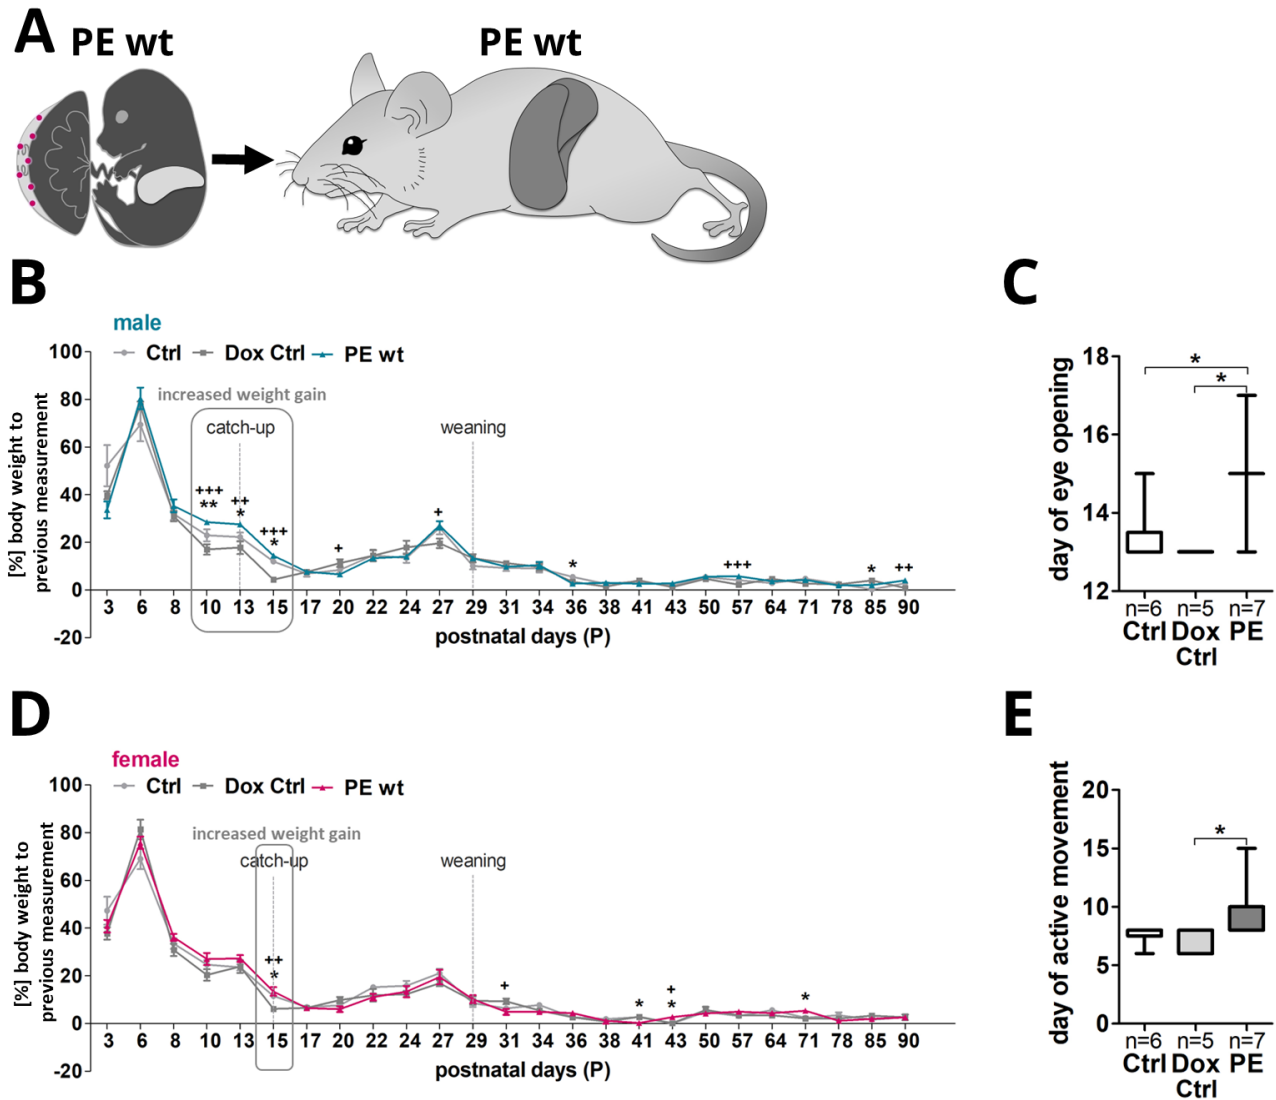 A
PE wt
PE wt
B
male
Ctrl Dox Ctrl PE wt
increased weight gain
catch-up
weaning
[%] body weight to
previous measurement
100
80
60
40
20
0
-20
+++
**
++
*
+++
*
+
+
*
+++
*
++
3 6 8 10 13 15 17 20 22 24 27 29 31 34 36 38 41 43 50 57 64 71 78 85 90
postnatal days (P)
C
day of eye opening
18
16
14
12
*
*
n=6 n=5 n=7
Ctrl Dox PE
Ctrl
D
female
Ctrl Dox Ctrl PE wt
increased weight gain
catch-up
weaning
[%] body weight to
previous measurement
100
80
60
40
20
0
-20
++
*
+
*
+
*
*
3 6 8 10 13 15 17 20 22 24 27 29 31 34 36 38 41 43 50 57 64 71 78 85 90
postnatal days (P)
E
day of active movement
20
15
10
5
0
*
n=6 n=5 n=7
Ctrl Dox PE
Ctrl